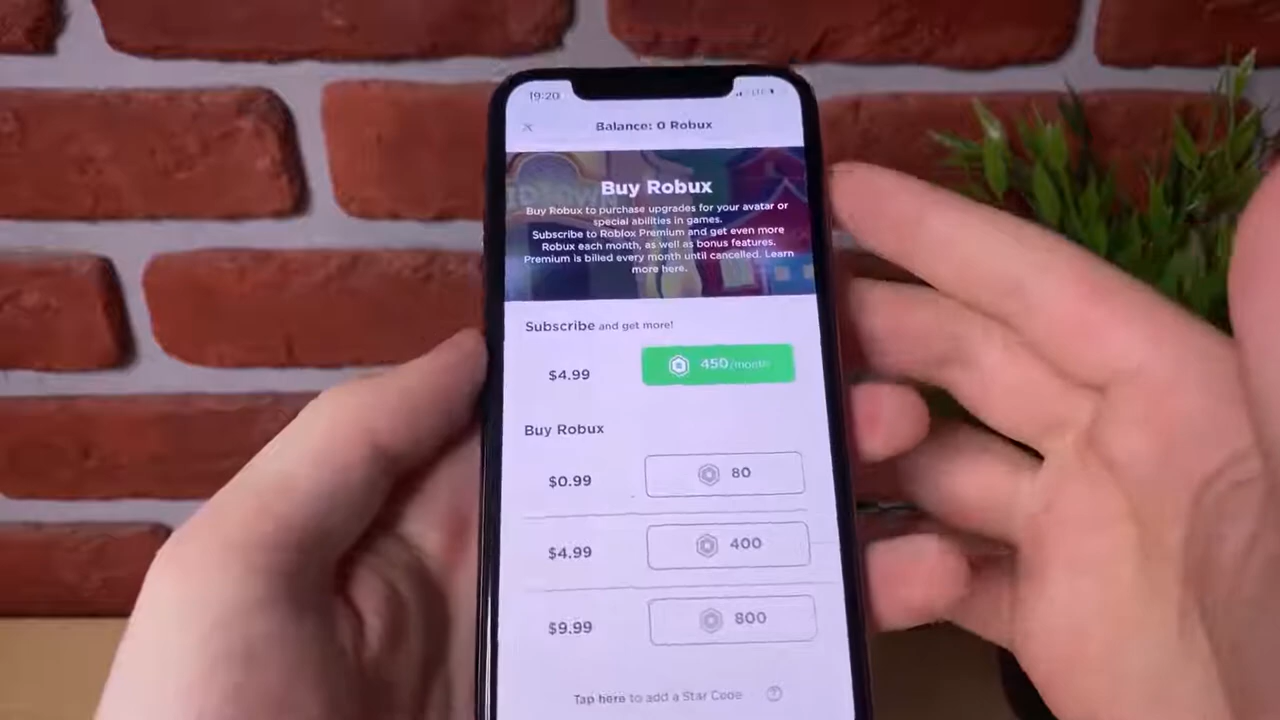 19:20
LTE
Balance: 0 Robux
Buy Robux
Buy Robux to purchase upgrades for your avatar or
special abilities in games.
Subscribe to Roblox Premium and get even more
Robux each month, as well as bonus features.
Premium is billed every month until cancelled. Learn
more here.
Subscribe and get more!
$4.99 450/month
Buy Robux
$0.99 80
$4.99 400
$9.99 800
Tap here to add a Star Code ?